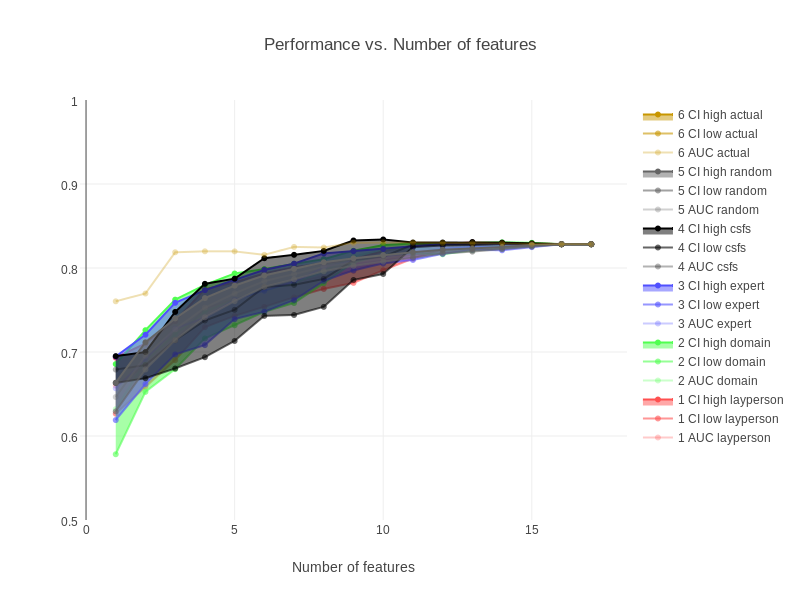 Performance vs. Number of features
1
0.9
0.8
0.7
0.6
0.5
0
5
10
15
Number of features
6 CI high actual
6 CI low actual
6 AUC actual
5 CI high random
5 CI low random
5 AUC random
4 CI high csfs
4 CI low csfs
4 AUC csfs
3 CI high expert
3 CI low expert
3 AUC expert
2 CI high domain
2 CI low domain
2 AUC domain
1 CI high layperson
1 CI low layperson
1 AUC layperson